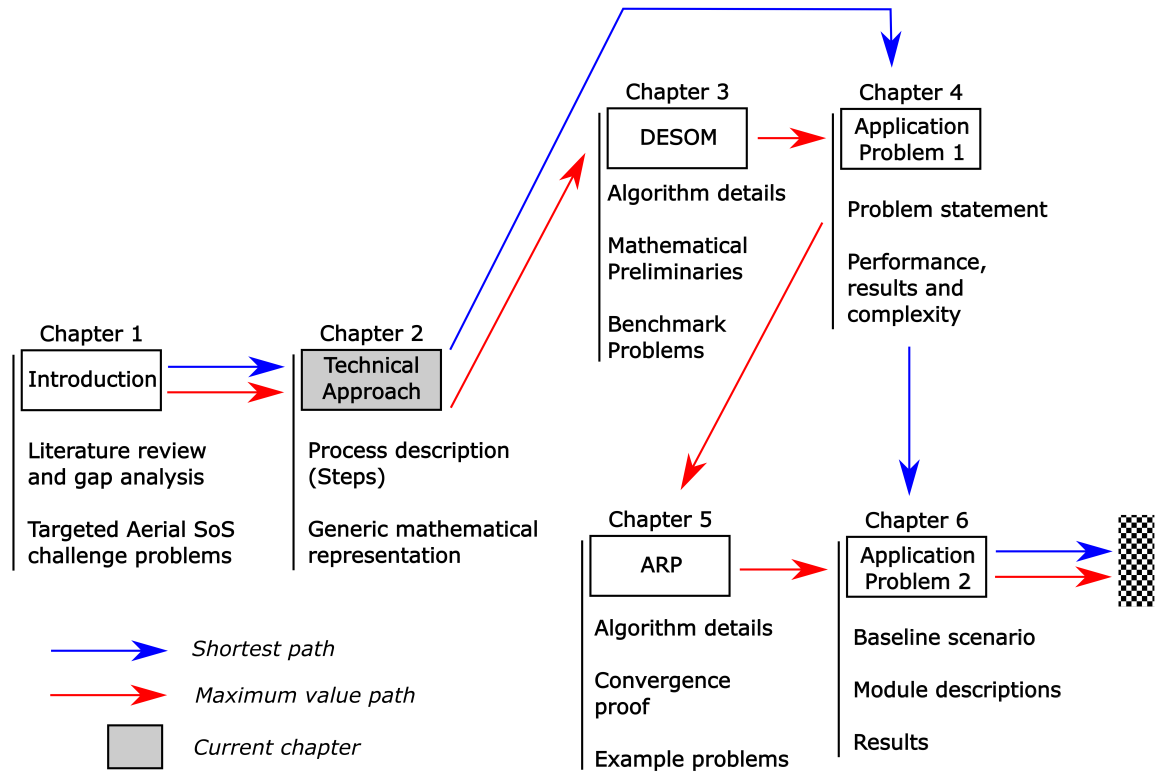 Chapter 1
Introduction
Literature review
and gap analysis
Targeted Aerial SoS
challenge problems
Chapter 2
Technical
Approach
Process description
(Steps)
Generic mathematical
representation
Chapter 3
DESOM
Algorithm details
Mathematical
Preliminaries
Benchmark
Problems
Chapter 4
Application
Problem 1
Problem statement
Performance,
results and
complexity
Chapter 5
ARP
Algorithm details
Convergence
proof
Example problems
Chapter 6
Application
Problem 2
Baseline scenario
Module descriptions
Results
Shortest path
Maximum value path
Current chapter